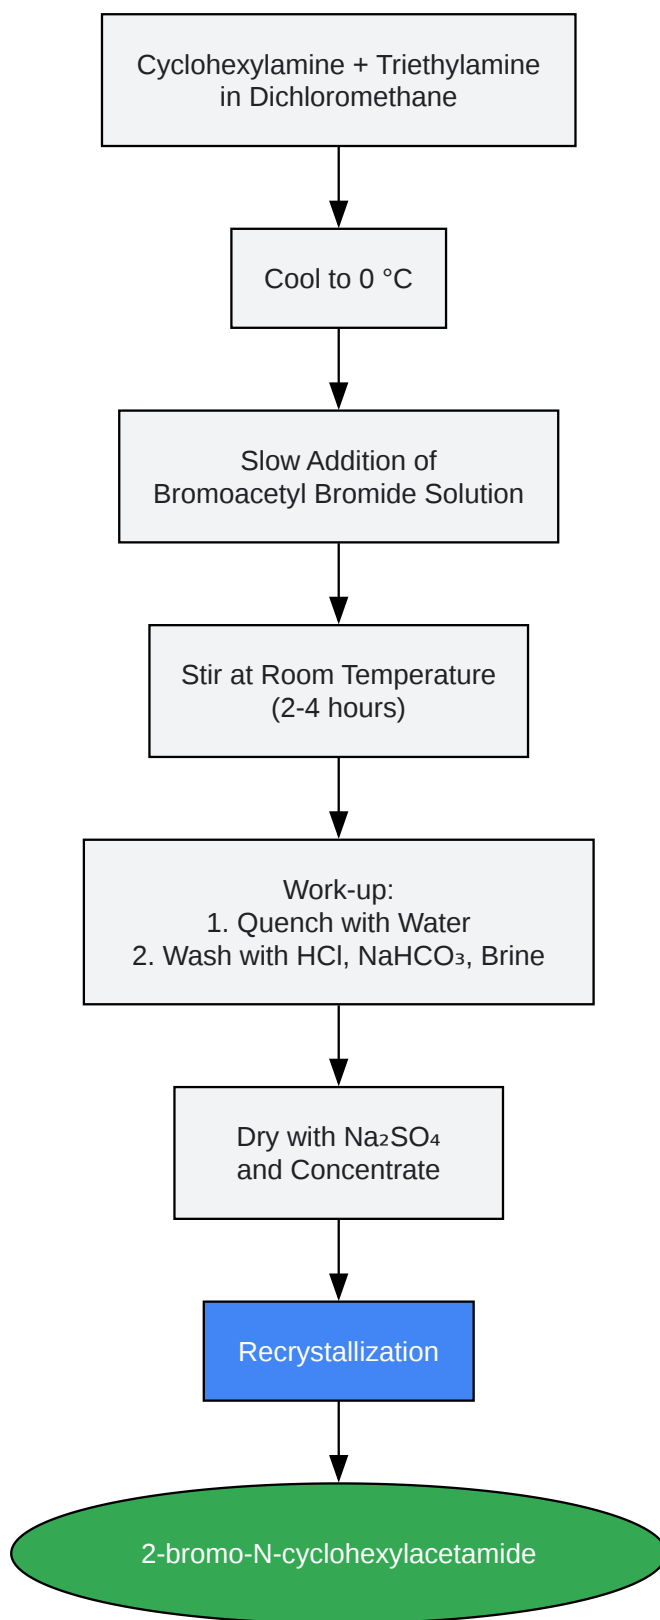 Cyclohexylamine + Triethylamine
in Dichloromethane
Cool to 0 °C
Slow Addition of
Bromoacetyl Bromide Solution
Stir at Room Temperature
(2-4 hours)
Work-up:
1. Quench with Water
2. Wash with HCl, NaHCO₃, Brine
Dry with Na₂SO₄
and Concentrate
Recrystallization
2-bromo-N-cyclohexylacetamide